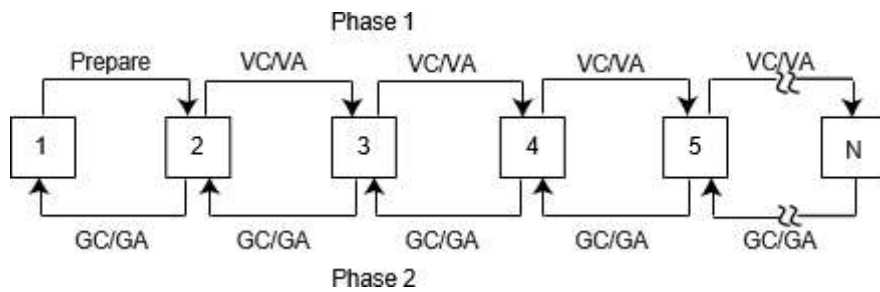 Phase 1
Prepare VC/VA VC/VA VC/VA VC/VA
1 2 3 4 5 N
GC/GA GC/GA GC/GA GC/GA GC/GA
Phase 2